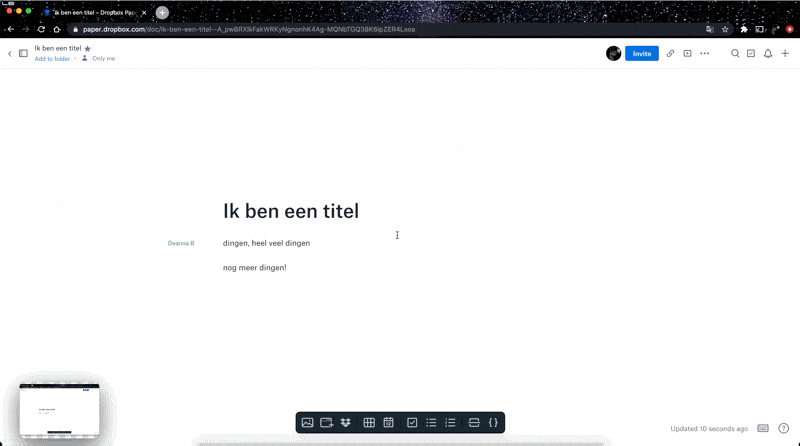 Ik ben een titel – Dropbox Pap
paper.dropbox.com/doc/Ik-ben-een-titel--A_pwBRXlkFakWRKyNgnonhK4Ag-MQNbTGQ38K6ipZER4Lxoa
Ik ben een titel
Add to folder · Only me
Invite
Ik ben een titel
Deanna B dingen, heel veel dingen
nog meer dingen!
Updated 10 seconds ago